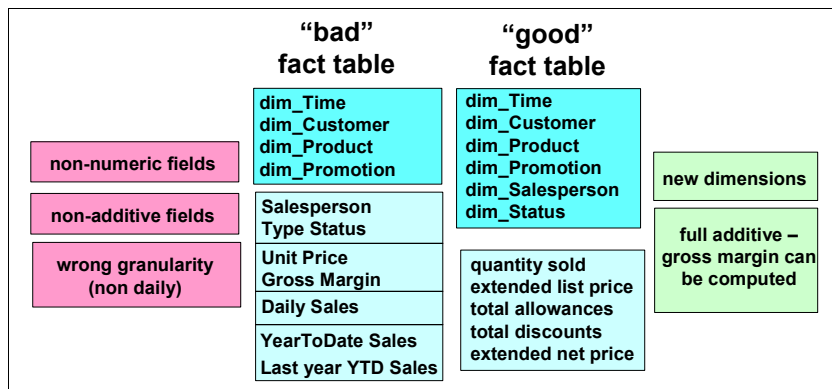 “bad”
fact table
“good”
fact table
non-numeric fields
non-additive fields
wrong granularity
(non daily)
dim_Time
dim_Customer
dim_Product
dim_Promotion
Salesperson
Type Status
Unit Price
Gross Margin
Daily Sales
YearToDate Sales
Last year YTD Sales
dim_Time
dim_Customer
dim_Product
dim_Promotion
dim_Salesperson
dim_Status
quantity sold
extended list price
total allowances
total discounts
extended net price
new dimensions
full additive –
gross margin can
be computed